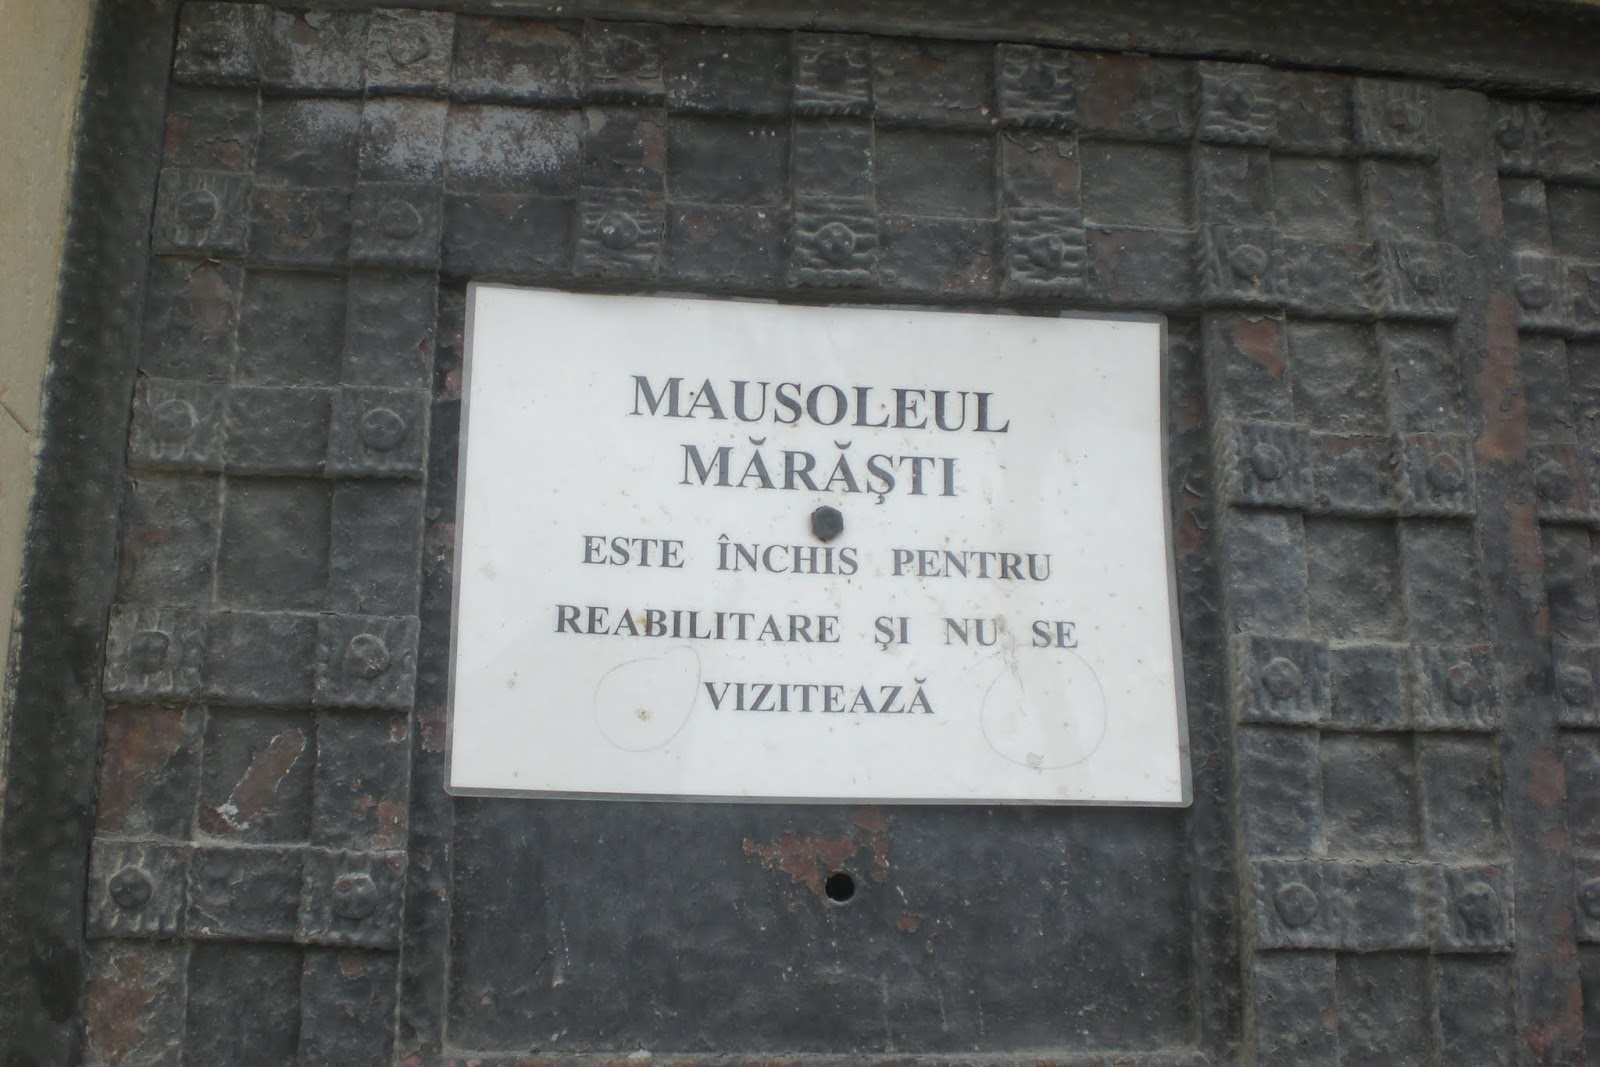 MAUSOLEUL
MĂRĂŞTI
ESTE ÎNCHIS PENTRU
REABILITARE ŞI NU SE
VIZITEAZĂ